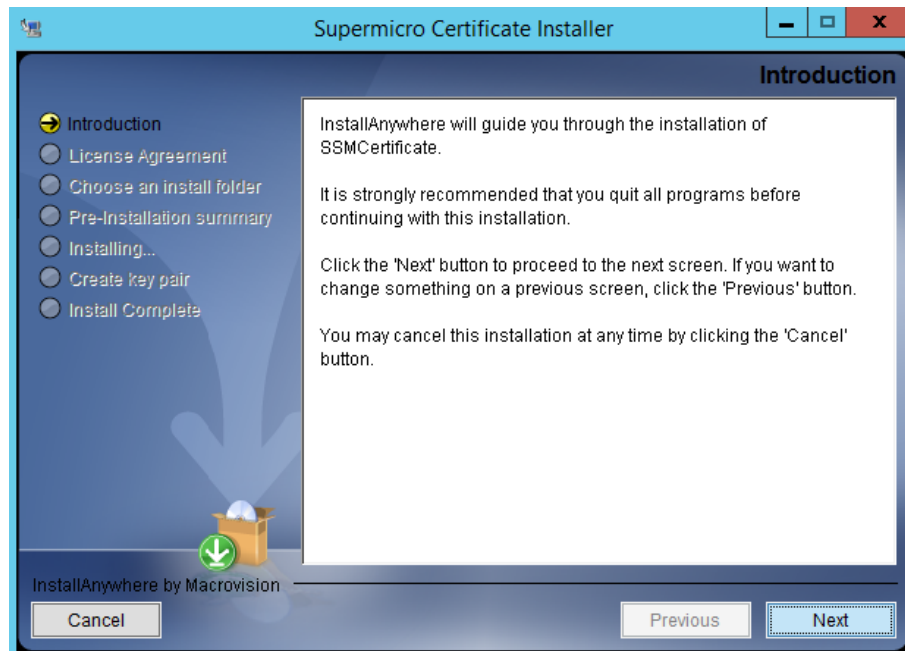 Supermicro Certificate Installer
Introduction
Introduction
License Agreement
Choose an install folder
Pre-Installation summary
Installing...
Create key pair
Install Complete
InstallAnywhere will guide you through the installation of
SSMCertificate.
It is strongly recommended that you quit all programs before
continuing with this installation.
Click the 'Next' button to proceed to the next screen. If you want to
change something on a previous screen, click the 'Previous' button.
You may cancel this installation at any time by clicking the 'Cancel'
button.
InstallAnywhere by Macrovision
Cancel
Previous
Next